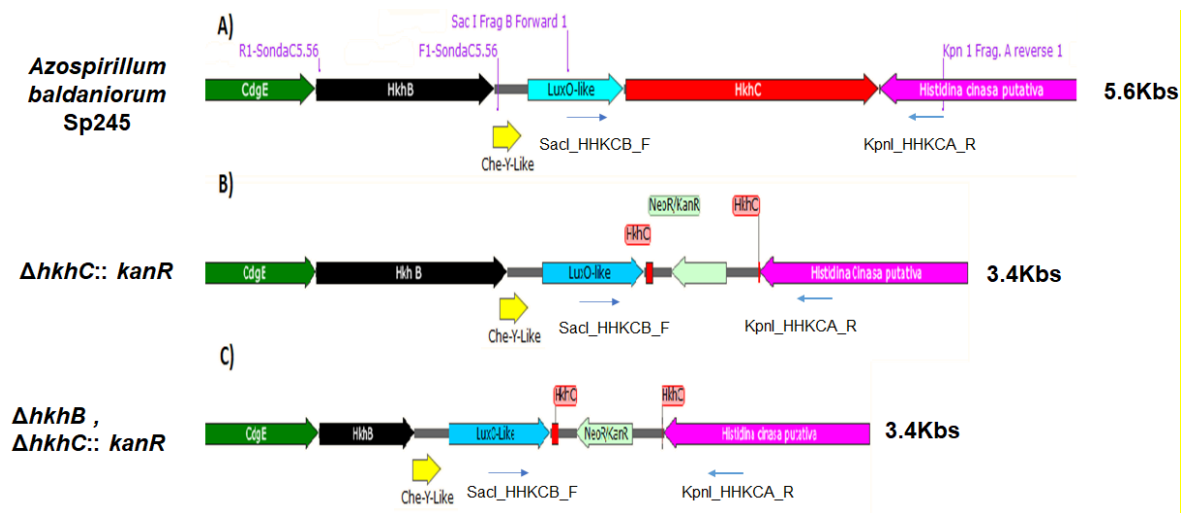 A)
Sac I Frag B Forward 1
R1-SondaC5.56
F1-SondaC5.56
Kpn 1 Frag. A reverse 1
Azospirillum
baldaniorum
Sp245
CdgE
HkhB
LuxO-like
HkhC
Histidina cinasa putativa
5.6Kbs
Che-Y-Like
SacI_HHKCB_F
KpnI_HHKCA_R
B)
NeoR/KanR
HkhC
HkhC
ΔhkhC:: kanR
CdgE
Hkh B
LuxO-like
Histidina Cinasa putativa
3.4Kbs
Che-Y-Like
SacI_HHKCB_F
KpnI_HHKCA_R
C)
HkhC
HkhC
ΔhkhB ,
ΔhkhC:: kanR
CdgE
HkhB
LuxO-Like
NeoR/KanR
Histidina cinasa putativa
3.4Kbs
Che-Y-Like
SacI_HHKCB_F
KpnI_HHKCA_R